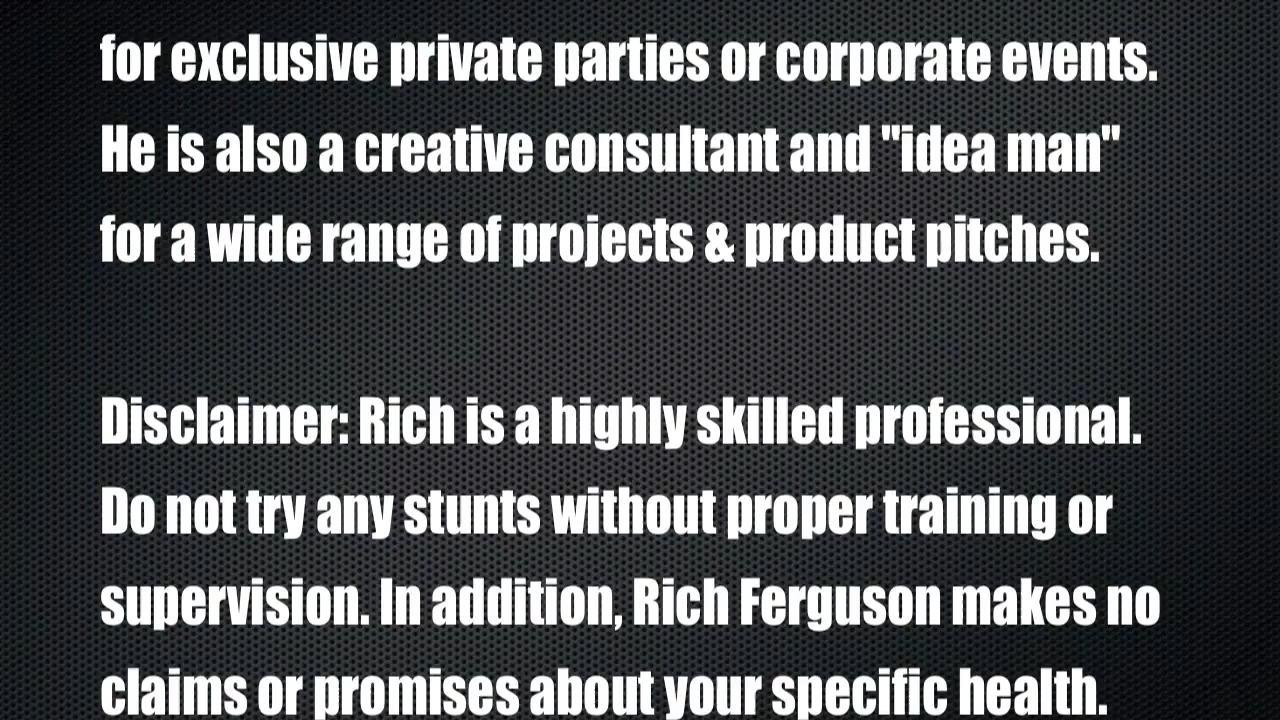 for exclusive private parties or corporate events.
He is also a creative consultant and "idea man"
for a wide range of projects & product pitches.
Disclaimer: Rich is a highly skilled professional.
Do not try any stunts without proper training or
supervision. In addition, Rich Ferguson makes no
claims or promises about your specific health.